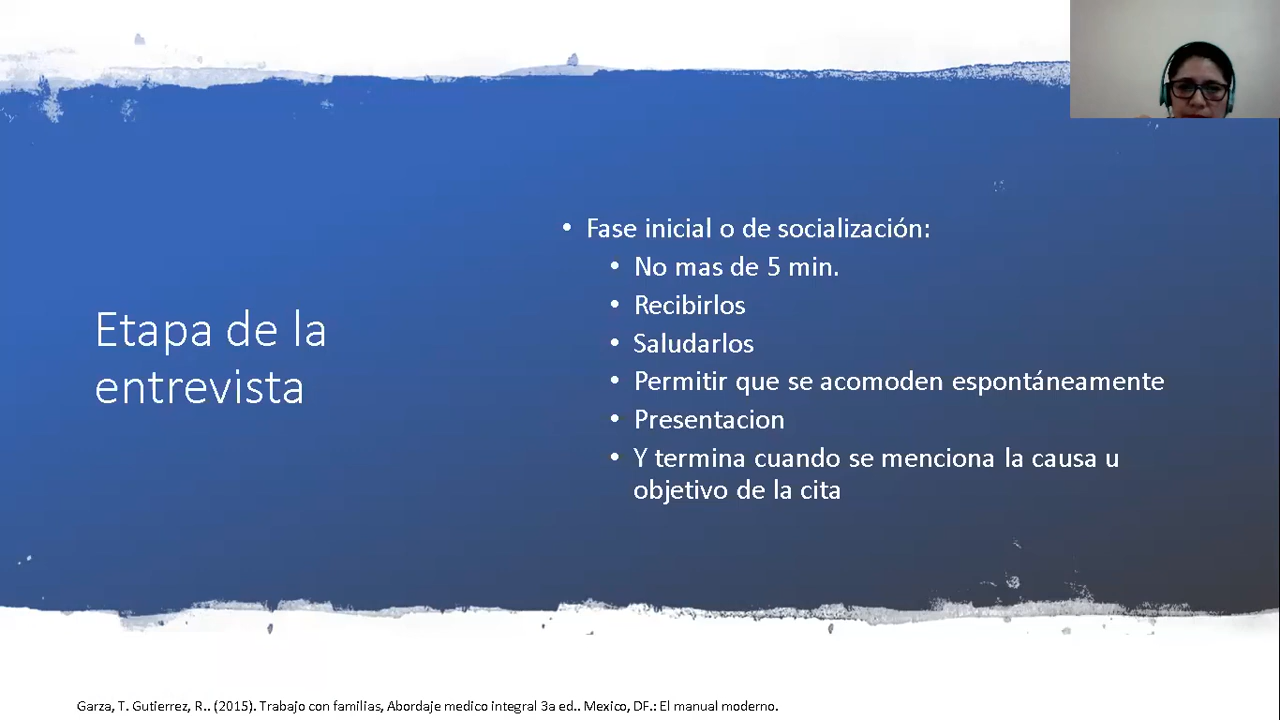 Etapa de la
entrevista
• Fase inicial o de socialización:
• No mas de 5 min.
• Recibirlos
• Saludarlos
• Permitir que se acomoden espontáneamente
• Presentacion
• Y termina cuando se menciona la causa u
objetivo de la cita
Garza, T. Gutierrez, R.. (2015). Trabajo con familias, Abordaje medico integral 3a ed.. Mexico, DF.: El manual moderno.